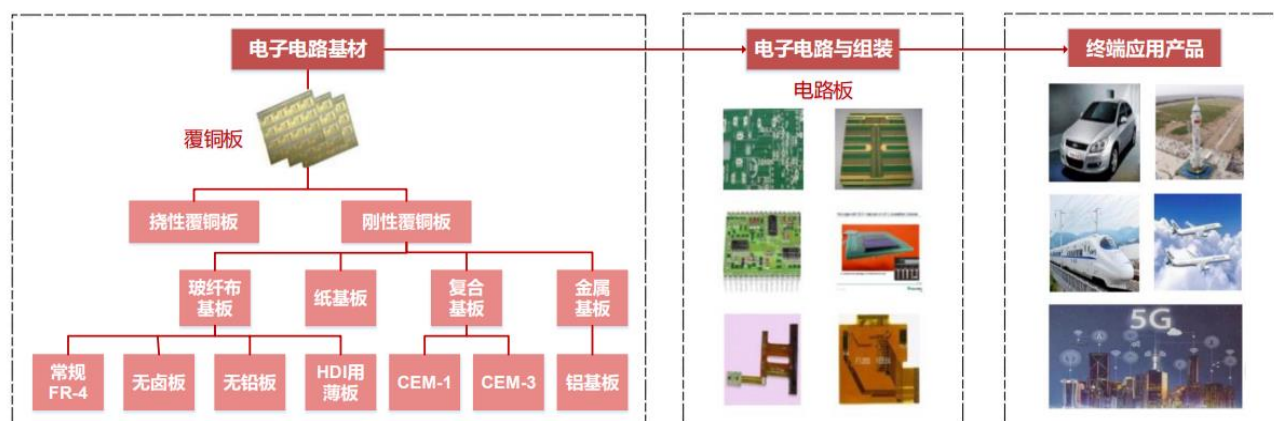 电子电路基材
电子电路与组装
终端应用产品
覆铜板
电路板
挠性覆铜板
刚性覆铜板
玻纤布
基板
纸基板
复合
基板
金属
基板
常规
FR-4
无卤板
无铅板
HDI用
薄板
CEM-1
CEM-3
铝基板
5G